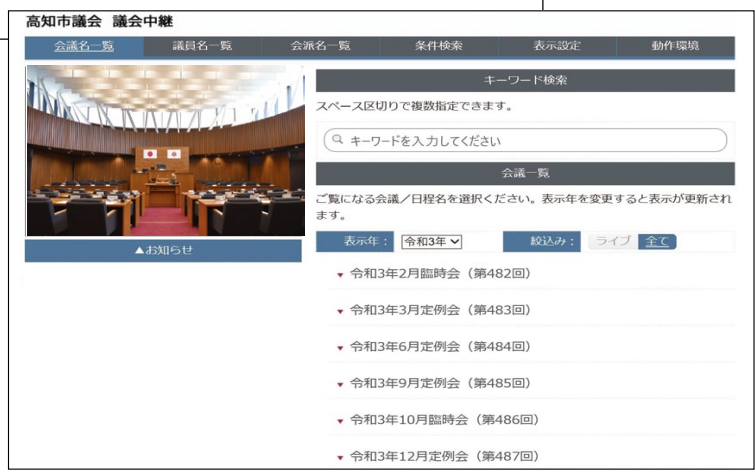 高知市議会 議会中継
会議名一覧 議員名一覧 会派名一覧 条件検索 表示設定 動作環境
キーワード検索
スペース区切りで複数指定できます。
キーワードを入力してください
会議一覧
ご覧になる会議／日程名を選択ください。表示年を変更すると表示が更新され
ます。
表示年： 令和3年 絞込み： ライブ 全て
▲お知らせ
令和3年2月臨時会（第482回）
令和3年3月定例会（第483回）
令和3年6月定例会（第484回）
令和3年9月定例会（第485回）
令和3年10月臨時会（第486回）
令和3年12月定例会（第487回）